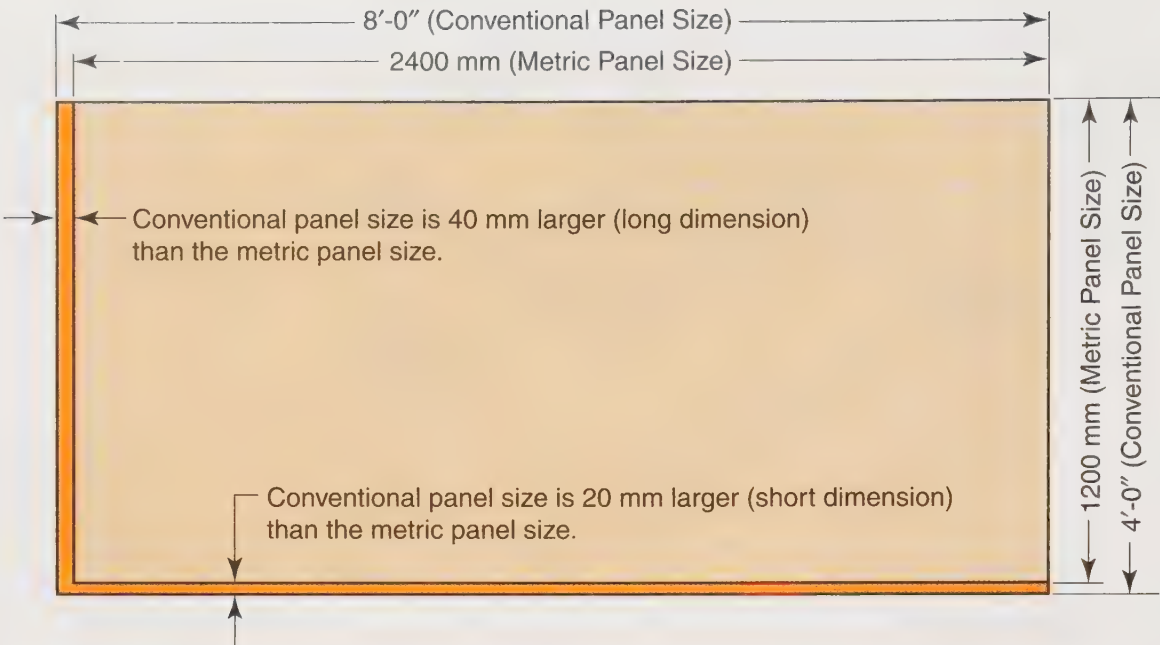 8′-0″ (Conventional Panel Size)
2400 mm (Metric Panel Size)
Conventional panel size is 40 mm larger (long dimension)
than the metric panel size.
Conventional panel size is 20 mm larger (short dimension)
than the metric panel size.
1200 mm (Metric Panel Size)
4′-0″ (Conventional Panel Size)